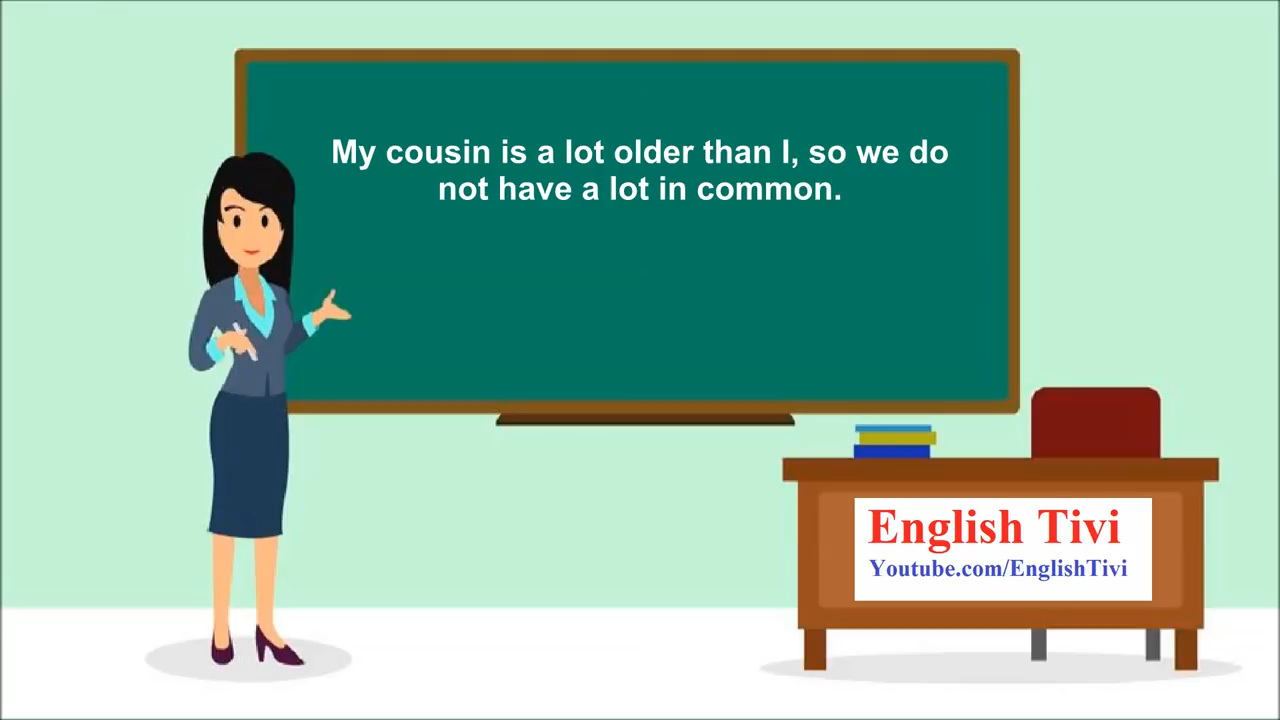 My cousin is a lot older than I, so we do
not have a lot in common.
English Tivi
Youtube.com/EnglishTivi